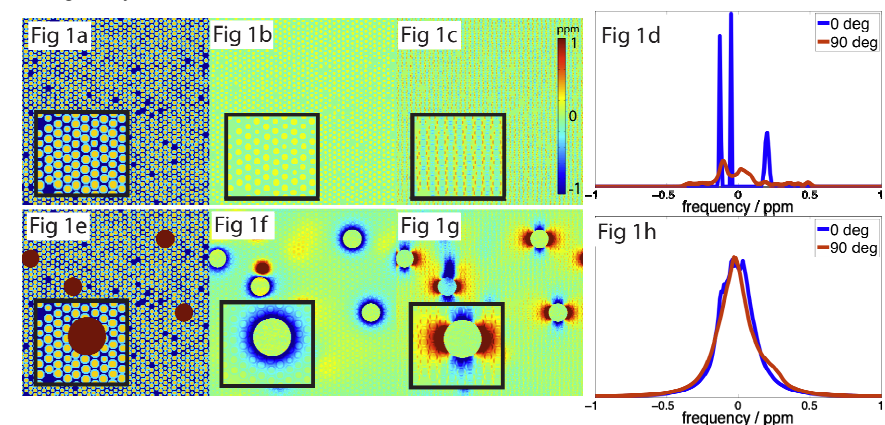 Fig 1a
Fig 1b
Fig 1c
ppm
1
0
-1
Fig 1d
0 deg
90 deg
−1
−0.5
0
0.5
1
frequency / ppm
Fig 1e
Fig 1f
Fig 1g
Fig 1h
0 deg
90 deg
−1
−0.5
0
0.5
1
frequency / ppm